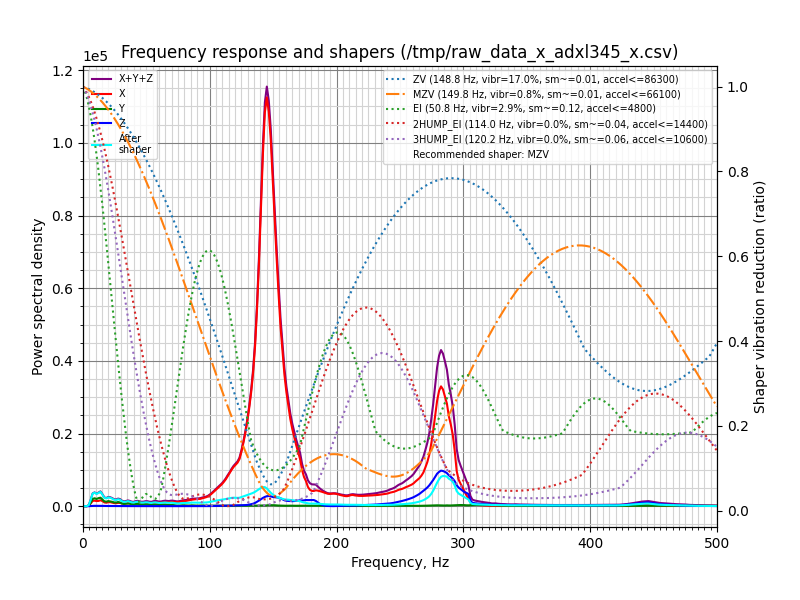 Frequency response and shapers (/tmp/raw_data_x_adxl345_x.csv)
1e5
X+Y+Z
X
Y
Z
After
shaper
ZV (148.8 Hz, vibr=17.0%, sm~=0.01, accel<=86300)
MZV (149.8 Hz, vibr=0.8%, sm~=0.01, accel<=66100)
EI (50.8 Hz, vibr=2.9%, sm~=0.12, accel<=4800)
2HUMP_EI (114.0 Hz, vibr=0.0%, sm~=0.04, accel<=14400)
3HUMP_EI (120.2 Hz, vibr=0.0%, sm~=0.06, accel<=10600)
Recommended shaper: MZV
1.2
1.0
0.8
0.6
0.4
0.2
0.0
Power spectral density
1.0
0.8
0.6
0.4
0.2
0.0
Shaper vibration reduction (ratio)
0
100
200
300
400
500
Frequency, Hz